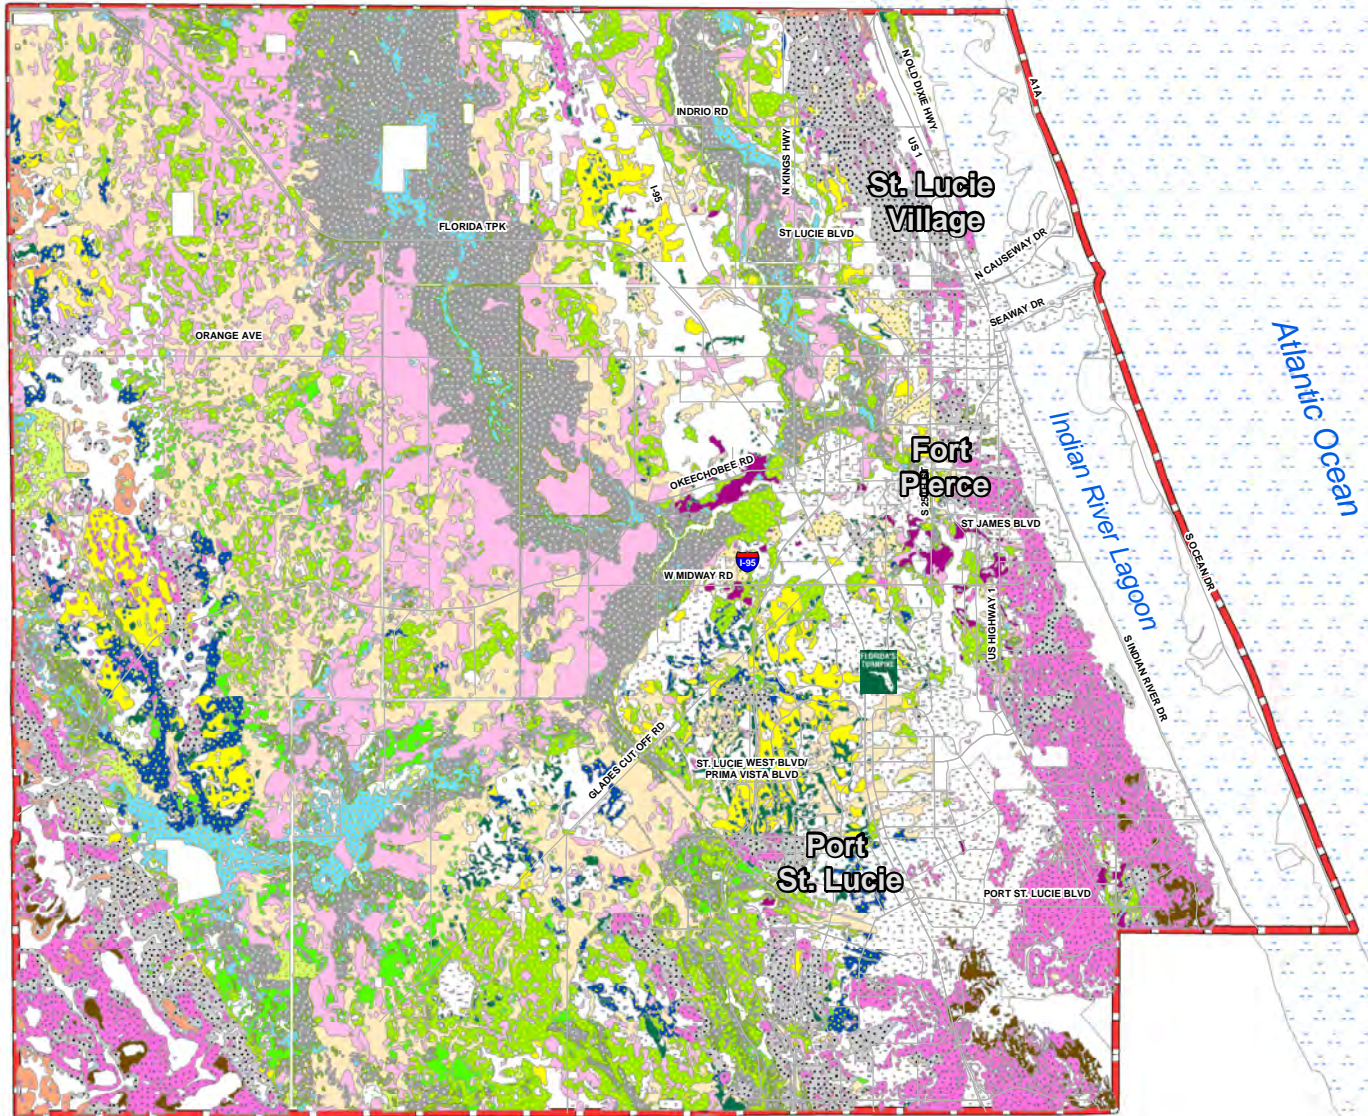 INDRIO RD
N OLD DIXIE HWY
A1A
US 1
N KINGS HWY
I-95
St. Lucie
Village
FLORIDA TPK
ST LUCIE BLVD
N CAUSEWAY DR
SEAWAY DR
ORANGE AVE
Atlantic Ocean
Indian River Lagoon
Fort
Pierce
OKEECHOBEE RD
ST JAMES BLVD
S OCEAN DR
I-95
W MIDWAY RD
US HIGHWAY 1
FLORIDA'S
TURNPIKE
S INDIAN RIVER DR
GLADES CUT OFF RD
ST. LUCIE WEST BLVD/
PRIMA VISTA BLVD
Port
St. Lucie
PORT ST. LUCIE BLVD